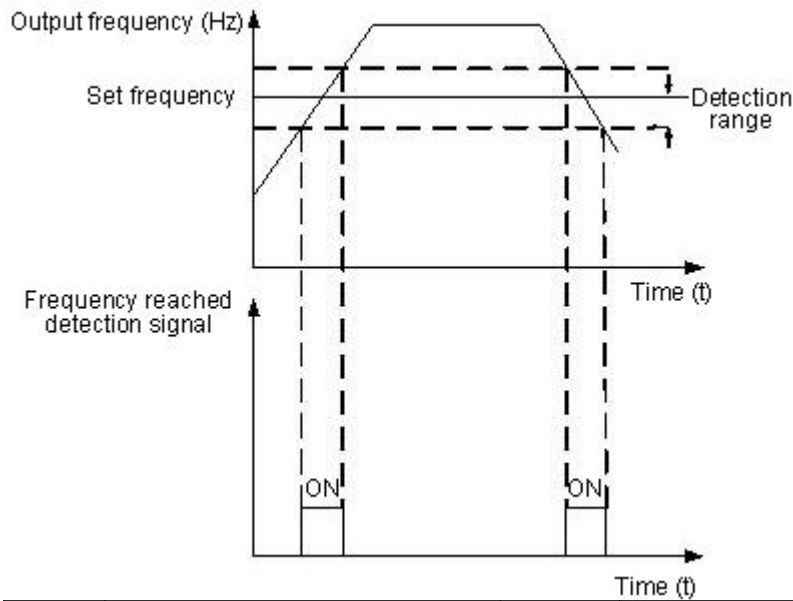 Output frequency (Hz)
Set frequency
Detection
range
Time (t)
Frequency reached
detection signal
ON
ON
Time (t)